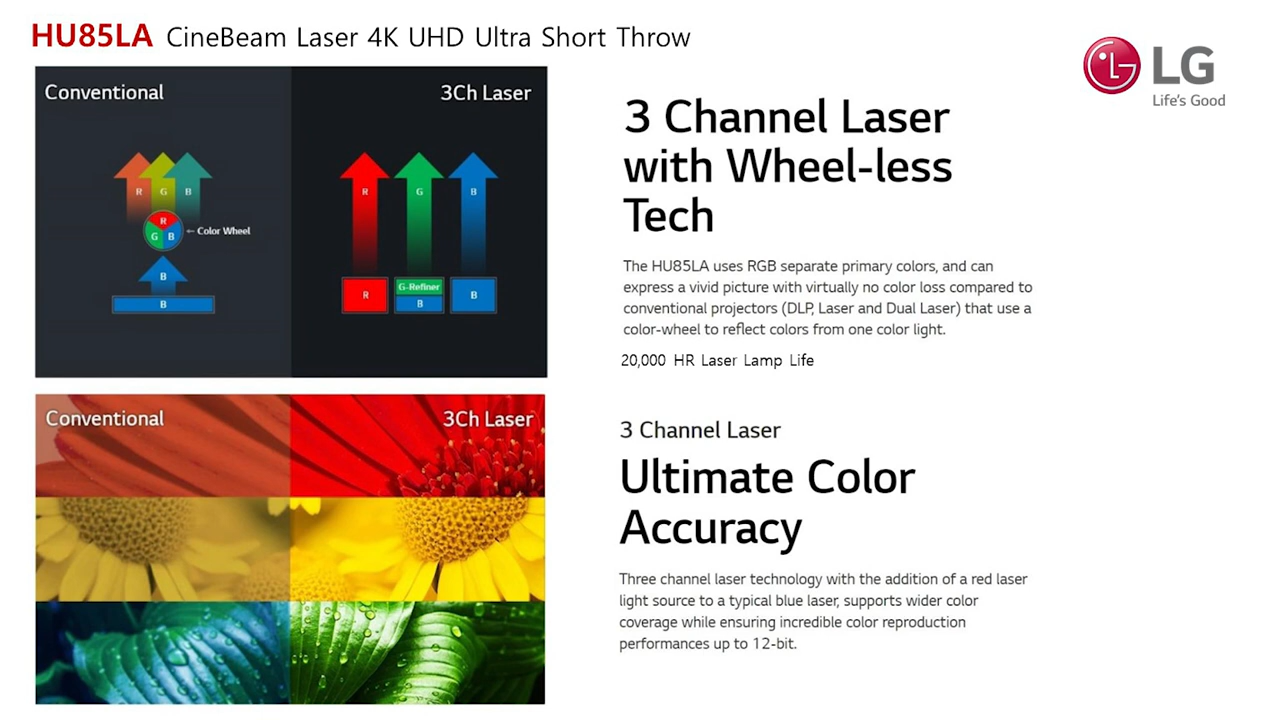 HU85LA CineBeam Laser 4K UHD Ultra Short Throw
LG
Life's Good
Conventional
3Ch Laser
R G B
R
G B
← Color Wheel
B
B
R G B
R
G-Refiner
B
B
3 Channel Laser
with Wheel-less
Tech
The HU85LA uses RGB separate primary colors, and can
express a vivid picture with virtually no color loss compared to
conventional projectors (DLP, Laser and Dual Laser) that use a
color-wheel to reflect colors from one color light.
20,000 HR Laser Lamp Life
Conventional
3Ch Laser
3 Channel Laser
Ultimate Color
Accuracy
Three channel laser technology with the addition of a red laser
light source to a typical blue laser, supports wider color
coverage while ensuring incredible color reproduction
performances up to 12-bit.